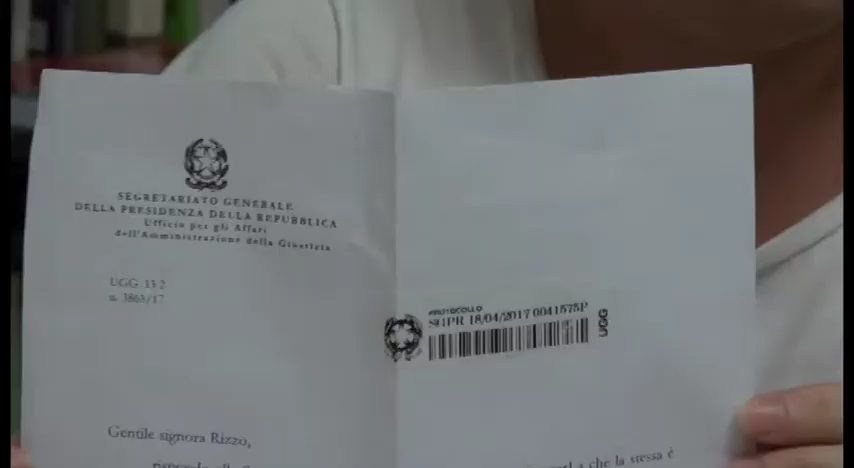 SEGRETARIATO GENERALE
DELLA PRESIDENZA DELLA REPUBBLICA
Ufficio per gli Affari
dell'Amministrazione della Giustizia
UGG. 13 2
n. 3863/17
PROTOCOLLO
SGPR 18/04/2017 0041575P
UGG
Gentile signora Rizzo,
a che la stessa è